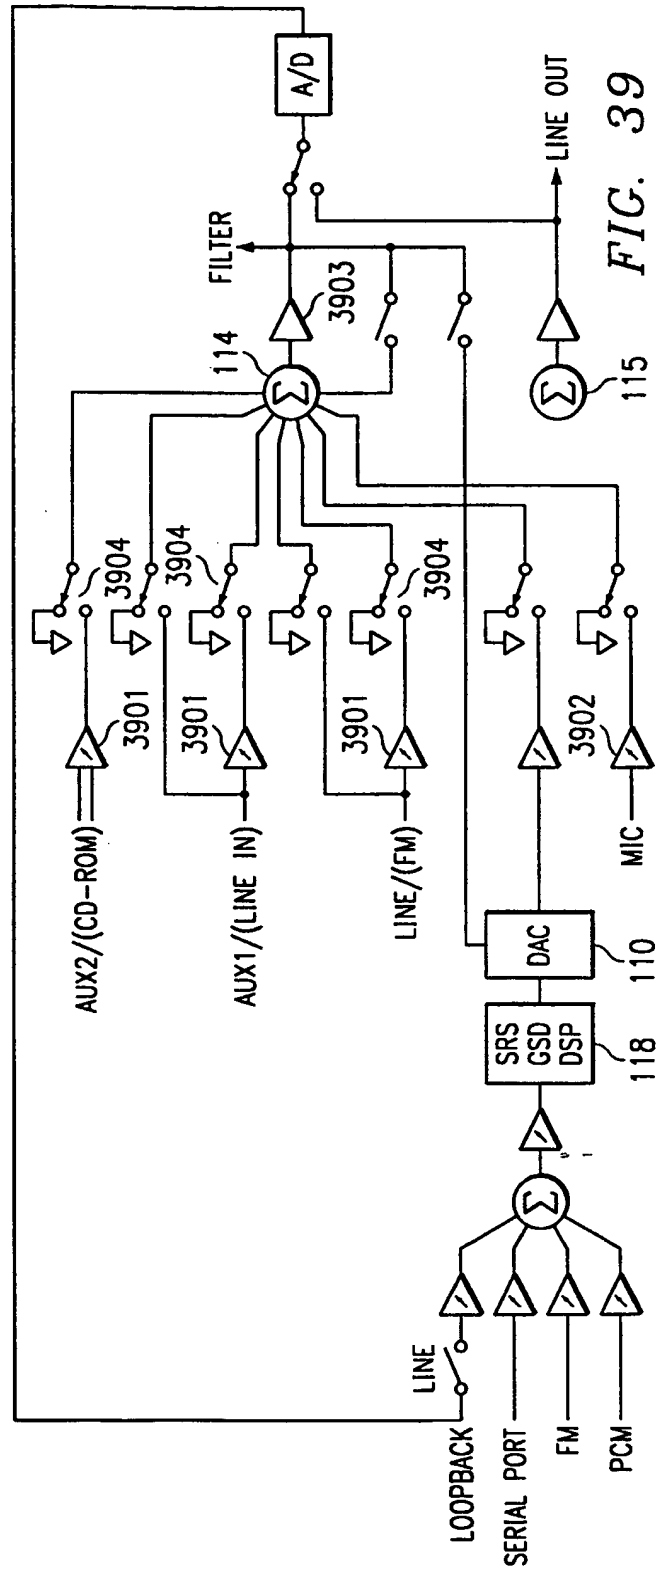 A/D
FILTER
LINE OUT
FIG. 39
3903
114
Σ
Σ
115
3904
3904
3904
3901
3901
3901
3902
AUX2/(CD-ROM)
AUX1/(LINE IN)
LINE/(FM)
MIC
DAC
110
SRS
GSD
DSP
118
Σ
LINE
LOOPBACK
SERIAL PORT
FM
PCM